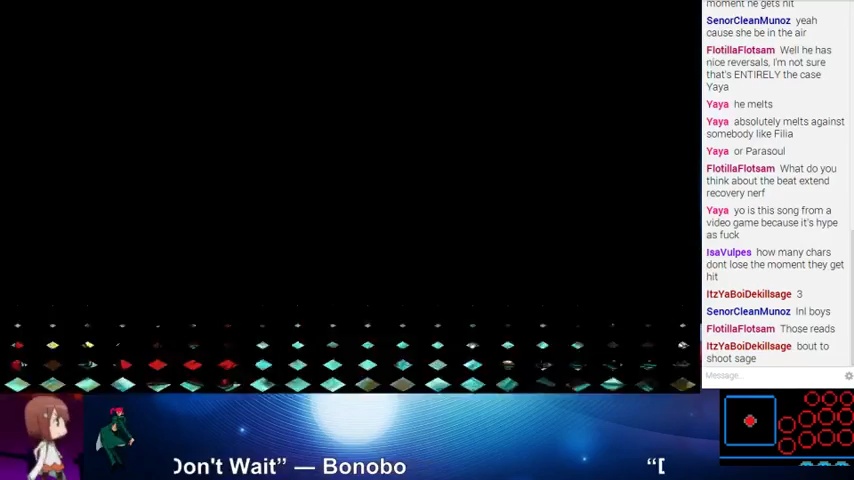 moment he gets hit
SenorCleanMunoz yeah
cause she be in the air
FlotillaFlotsam Well he has
nice reversals, I'm not sure
that's ENTIRELY the case
Yaya
Yaya he melts
Yaya absolutely melts against
somebody like Filia
Yaya or Parasoul
FlotillaFlotsam What do you
think about the beat extend
recovery nerf
Yaya yo is this song from a
video game because it's hype
as fuck
IsaVulpes how many chars
dont lose the moment they get
hit
ItzYaBoiDekillsage 3
SenorCleanMunoz lnl boys
FlotillaFlotsam Those reads
ItzYaBoiDekillsage bout to
shoot sage
Message...
Don't Wait” — Bonobo “D